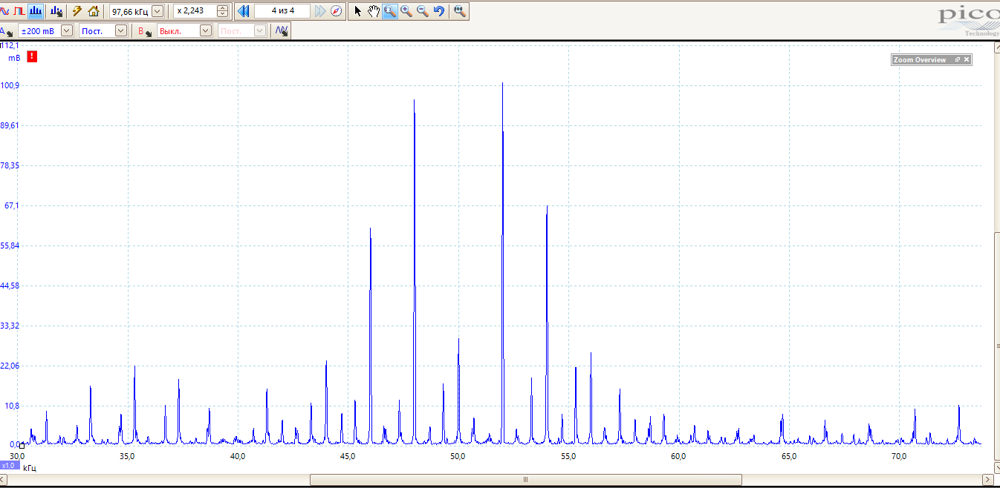 97,66 кГц x 2,243 4 из 4
pico
Technology
A ±200 mB Пост. B Выкл. Пост.
112,1
mB
!
Zoom Overview
100,9
89,61
78,35
67,1
55,84
44,58
33,32
22,06
10,8
0,0
30,0 35,0 40,0 45,0 50,0 55,0 60,0 65,0 70,0
x1,0 кГц